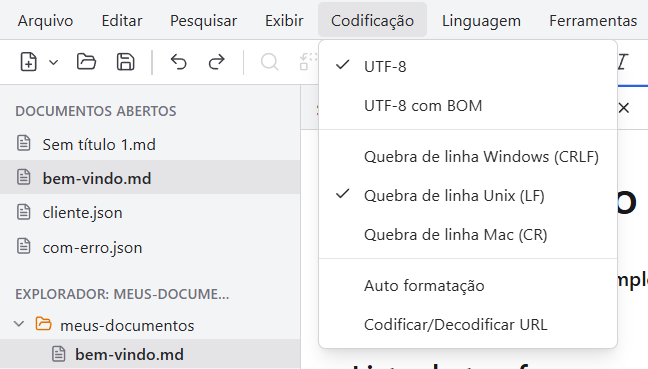 Arquivo Editar Pesquisar Exibir Codificação Linguagem Ferramentas
DOCUMENTOS ABERTOS
Sem título 1.md
bem-vindo.md
cliente.json
com-erro.json
EXPLORADOR: MEUS-DOCUME...
meus-documentos
bem-vindo.md
UTF-8
UTF-8 com BOM
Quebra de linha Windows (CRLF)
Quebra de linha Unix (LF)
Quebra de linha Mac (CR)
Auto formatação
Codificar/Decodificar URL